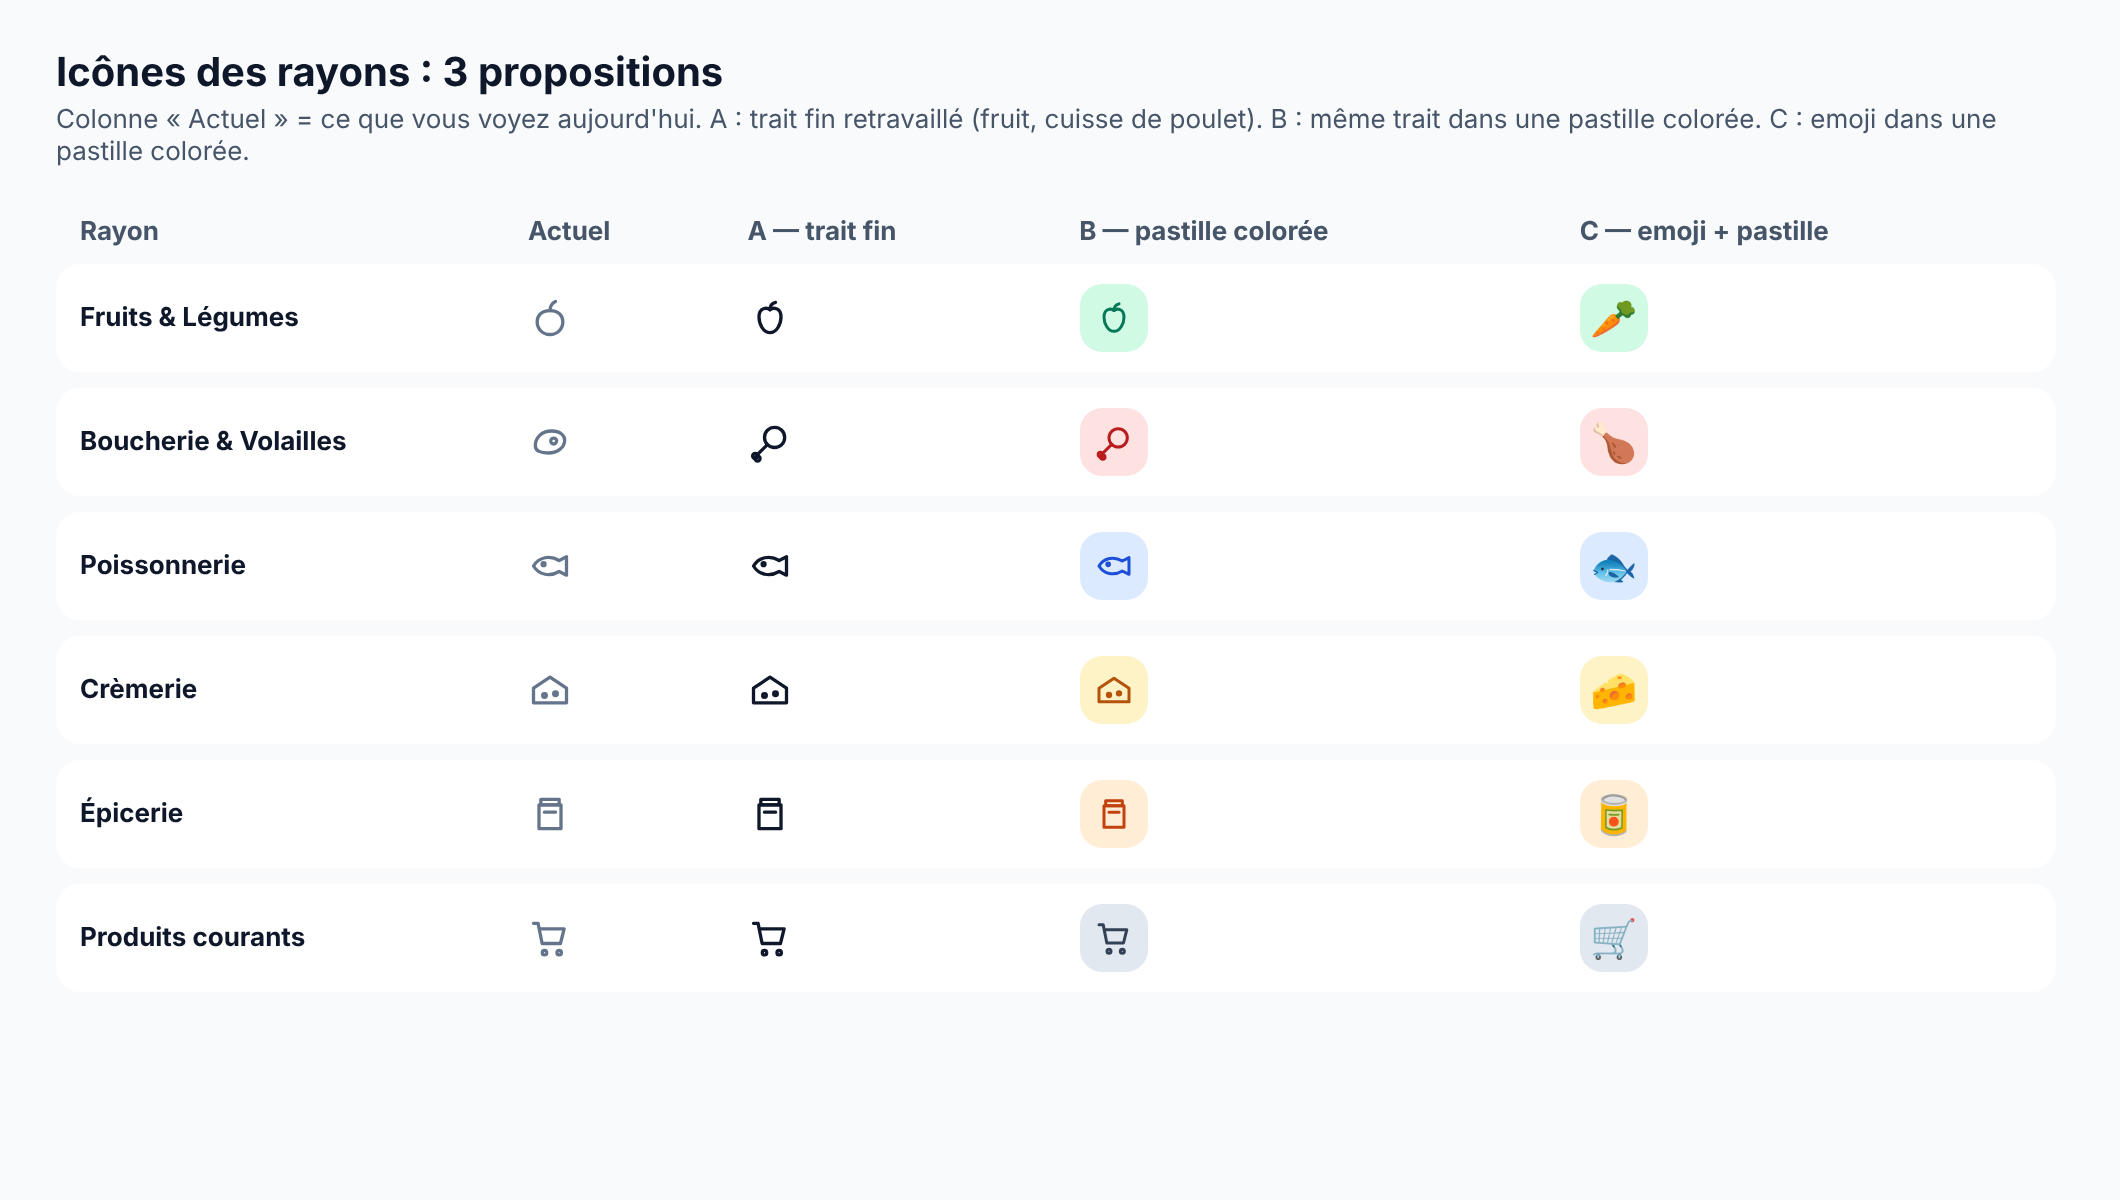 Icônes des rayons : 3 propositions
Colonne « Actuel » = ce que vous voyez aujourd'hui. A : trait fin retravaillé (fruit, cuisse de poulet). B : même trait dans une pastille colorée. C : emoji dans une
pastille colorée.
Rayon Actuel A — trait fin B — pastille colorée C — emoji + pastille
Fruits & Légumes
Boucherie & Volailles
Poissonnerie
Crèmerie
Épicerie
Produits courants